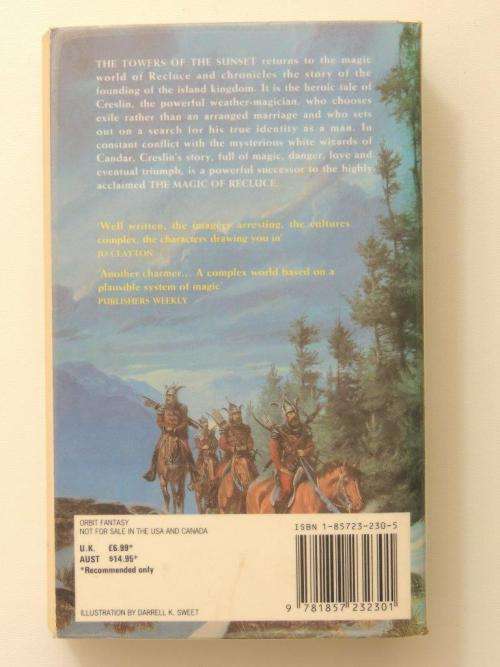 THE TOWERS OF THE SUNSET returns to the magic
world of Recluce and chronicles the story of the
founding of the island kingdom. It is the heroic tale of
Creslin, the powerful weather-magician, who chooses
exile rather than an arranged marriage and who sets
out on a search for his true identity as a man. In
constant conflict with the mysterious white wizards of
Candar, Creslin's story, full of magic, danger, love and
eventual triumph, is a powerful successor to the highly
acclaimed THE MAGIC OF RECLUCE.
'Well written, the imagery arresting, the cultures
complex, the characters drawing you in'
JO CLAYTON
'Another charmer... A complex world based on a
plausible system of magic'
PUBLISHERS WEEKLY
ORBIT FANTASY
NOT FOR SALE IN THE USA AND CANADA
U.K. £6.99*
AUST $14.95*
*Recommended only
ILLUSTRATION BY DARRELL K. SWEET
ISBN 1-85723-230-5
9 781857 232301